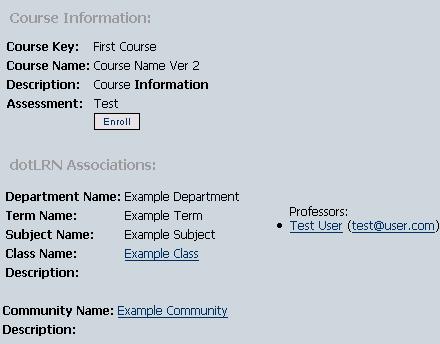 Course Information:
Course Key: First Course
Course Name: Course Name Ver 2
Description: Course Information
Assessment: Test
Enroll
dotLRN Associations:
Department Name: Example Department
Term Name: Example Term
Subject Name: Example Subject
Class Name: Example Class
Description:
Professors:
• Test User (test@user.com)
Community Name: Example Community
Description: